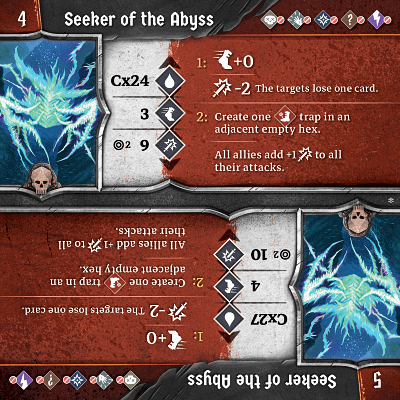 4 Seeker of the Abyss
Cx24
3
2 9
1: +0
-2 The targets lose one card.
2: Create one trap in an
adjacent empty hex.
All allies add +1 to all
their attacks.
5 Seeker of the Abyss
Cx27
4
2 10
1: +0
-2 The targets lose one card.
2: Create one trap in an
adjacent empty hex.
All allies add +1 to all
their attacks.